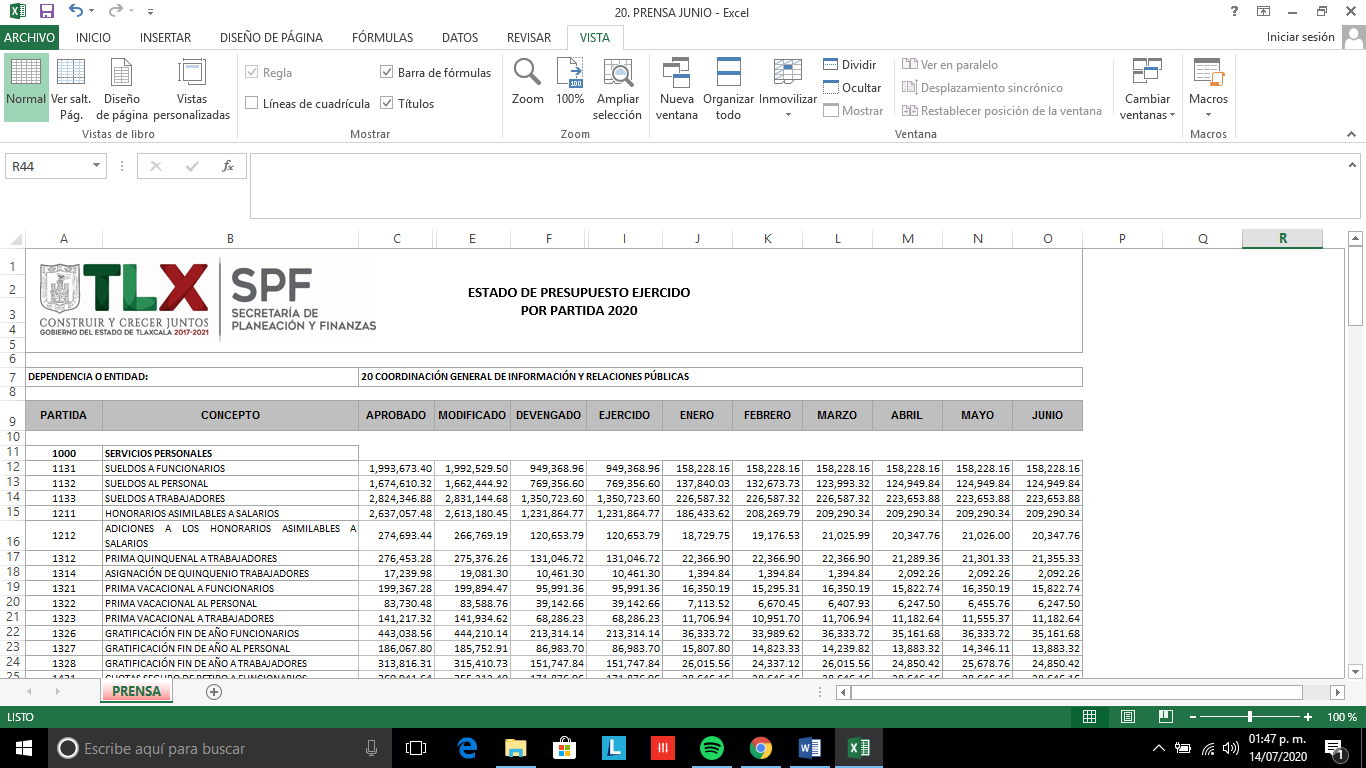 20. PRENSA JUNIO - Excel
ARCHIVO INICIO INSERTAR DISEÑO DE PÁGINA FÓRMULAS DATOS REVISAR VISTA Iniciar sesión
Normal Ver salt. Pág. Diseño de página Vistas personalizadas
Vistas de libro
Regla Barra de fórmulas
Líneas de cuadrícula Títulos
Mostrar
Zoom 100% Ampliar selección
Zoom
Nueva ventana Organizar todo Inmovilizar
Dividir Ver en paralelo
Ocultar Desplazamiento sincrónico
Mostrar Restablecer posición de la ventana
Cambiar ventanas
Ventana
Macros
Macros
R44 fx
A B C E F I J K L M N O P Q R
1
2
3
4
5
6
TLX
CONSTRUIR Y CRECER JUNTOS
GOBIERNO DEL ESTADO DE TLAXCALA 2017-2021
SPF
SECRETARÍA DE
PLANEACIÓN Y FINANZAS
ESTADO DE PRESUPUESTO EJERCIDO
POR PARTIDA 2020
7 DEPENDENCIA O ENTIDAD: 20 COORDINACIÓN GENERAL DE INFORMACIÓN Y RELACIONES PÚBLICAS
8
9 PARTIDA CONCEPTO APROBADO MODIFICADO DEVENGADO EJERCIDO ENERO FEBRERO MARZO ABRIL MAYO JUNIO
10
11 1000 SERVICIOS PERSONALES
12 1131 SUELDOS A FUNCIONARIOS 1,993,673.40 1,992,529.50 949,368.96 949,368.96 158,228.16 158,228.16 158,228.16 158,228.16 158,228.16 158,228.16
13 1132 SUELDOS AL PERSONAL 1,674,610.32 1,662,444.92 769,356.60 769,356.60 137,840.03 132,673.73 123,993.32 124,949.84 124,949.84 124,949.84
14 1133 SUELDOS A TRABAJADORES 2,824,346.88 2,831,144.68 1,350,723.60 1,350,723.60 226,587.32 226,587.32 226,587.32 223,653.88 223,653.88 223,653.88
15 1211 HONORARIOS ASIMILABLES A SALARIOS 2,637,057.48 2,613,180.45 1,231,864.77 1,231,864.77 186,433.62 208,269.79 209,290.34 209,290.34 209,290.34 209,290.34
16 1212 ADICIONES A LOS HONORARIOS ASIMILABLES A SALARIOS 274,693.44 266,769.19 120,653.79 120,653.79 18,729.75 19,176.53 21,025.99 20,347.76 21,026.00 20,347.76
17 1312 PRIMA QUINQUENAL A TRABAJADORES 276,453.28 275,376.26 131,046.72 131,046.72 22,366.90 22,366.90 22,366.90 21,289.36 21,301.33 21,355.33
18 1314 ASIGNACIÓN DE QUINQUENIO TRABAJADORES 17,239.98 19,081.30 10,461.30 10,461.30 1,394.84 1,394.84 1,394.84 2,092.26 2,092.26 2,092.26
19 1321 PRIMA VACACIONAL A FUNCIONARIOS 199,367.28 199,894.47 95,991.36 95,991.36 16,350.19 15,295.31 16,350.19 15,822.74 16,350.19 15,822.74
20 1322 PRIMA VACACIONAL AL PERSONAL 83,730.48 83,588.76 39,142.66 39,142.66 7,113.52 6,670.45 6,407.93 6,247.50 6,455.76 6,247.50
21 1323 PRIMA VACACIONAL A TRABAJADORES 141,217.32 141,934.62 68,286.23 68,286.23 11,706.94 10,951.70 11,706.94 11,182.64 11,555.37 11,182.64
22 1326 GRATIFICACIÓN FIN DE AÑO FUNCIONARIOS 443,038.56 444,210.14 213,314.14 213,314.14 36,333.72 33,989.62 36,333.72 35,161.68 36,333.72 35,161.68
23 1327 GRATIFICACIÓN FIN DE AÑO AL PERSONAL 186,067.80 185,752.91 86,983.70 86,983.70 15,807.80 14,823.33 14,239.82 13,883.32 14,346.11 13,883.32
24 1328 GRATIFICACIÓN FIN DE AÑO A TRABAJADORES 313,816.31 315,410.73 151,747.84 151,747.84 26,015.56 24,337.12 26,015.56 24,850.42 25,678.76 24,850.42
PRENSA
LISTO 100 %
Escribe aquí para buscar
01:47 p. m.
14/07/2020
1